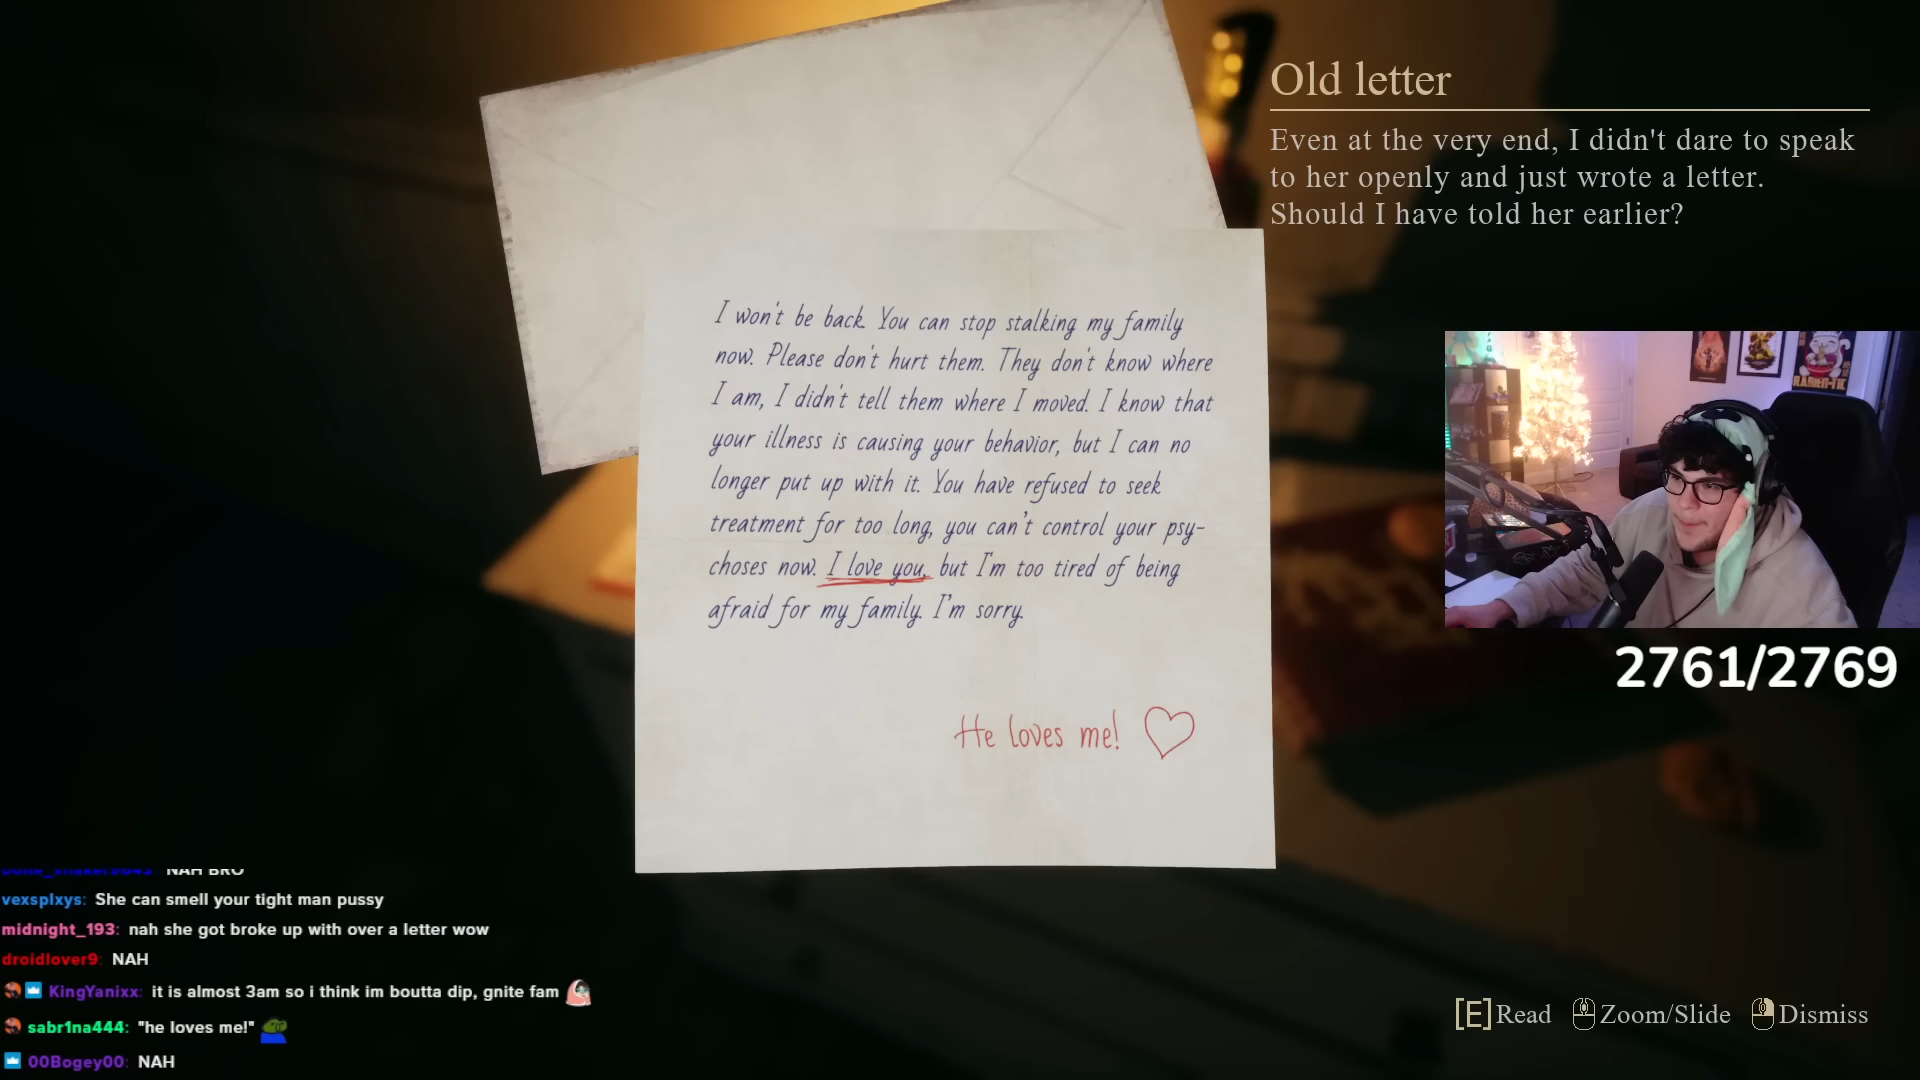 Old letter
Even at the very end, I didn't dare to speak
to her openly and just wrote a letter.
Should I have told her earlier?
I won't be back. You can stop stalking my family
now. Please don't hurt them. They don't know where
I am, I didn't tell them where I moved. I know that
your illness is causing your behavior, but I can no
longer put up with it. You have refused to seek
treatment for too long, you can't control your psy-
choses now. I love you, but I'm too tired of being
afraid for my family. I'm sorry.
He loves me!
RABBIT-TIC
2761/2769
NAH BRO
vexsplxys: She can smell your tight man pussy
midnight_193: nah she got broke up with over a letter wow
droidlover9: NAH
KingYanixx: it is almost 3am so i think im boutta dip, gnite fam
sabr1na444: "he loves me!"
00Bogey00: NAH
[E] Read Zoom/Slide Dismiss